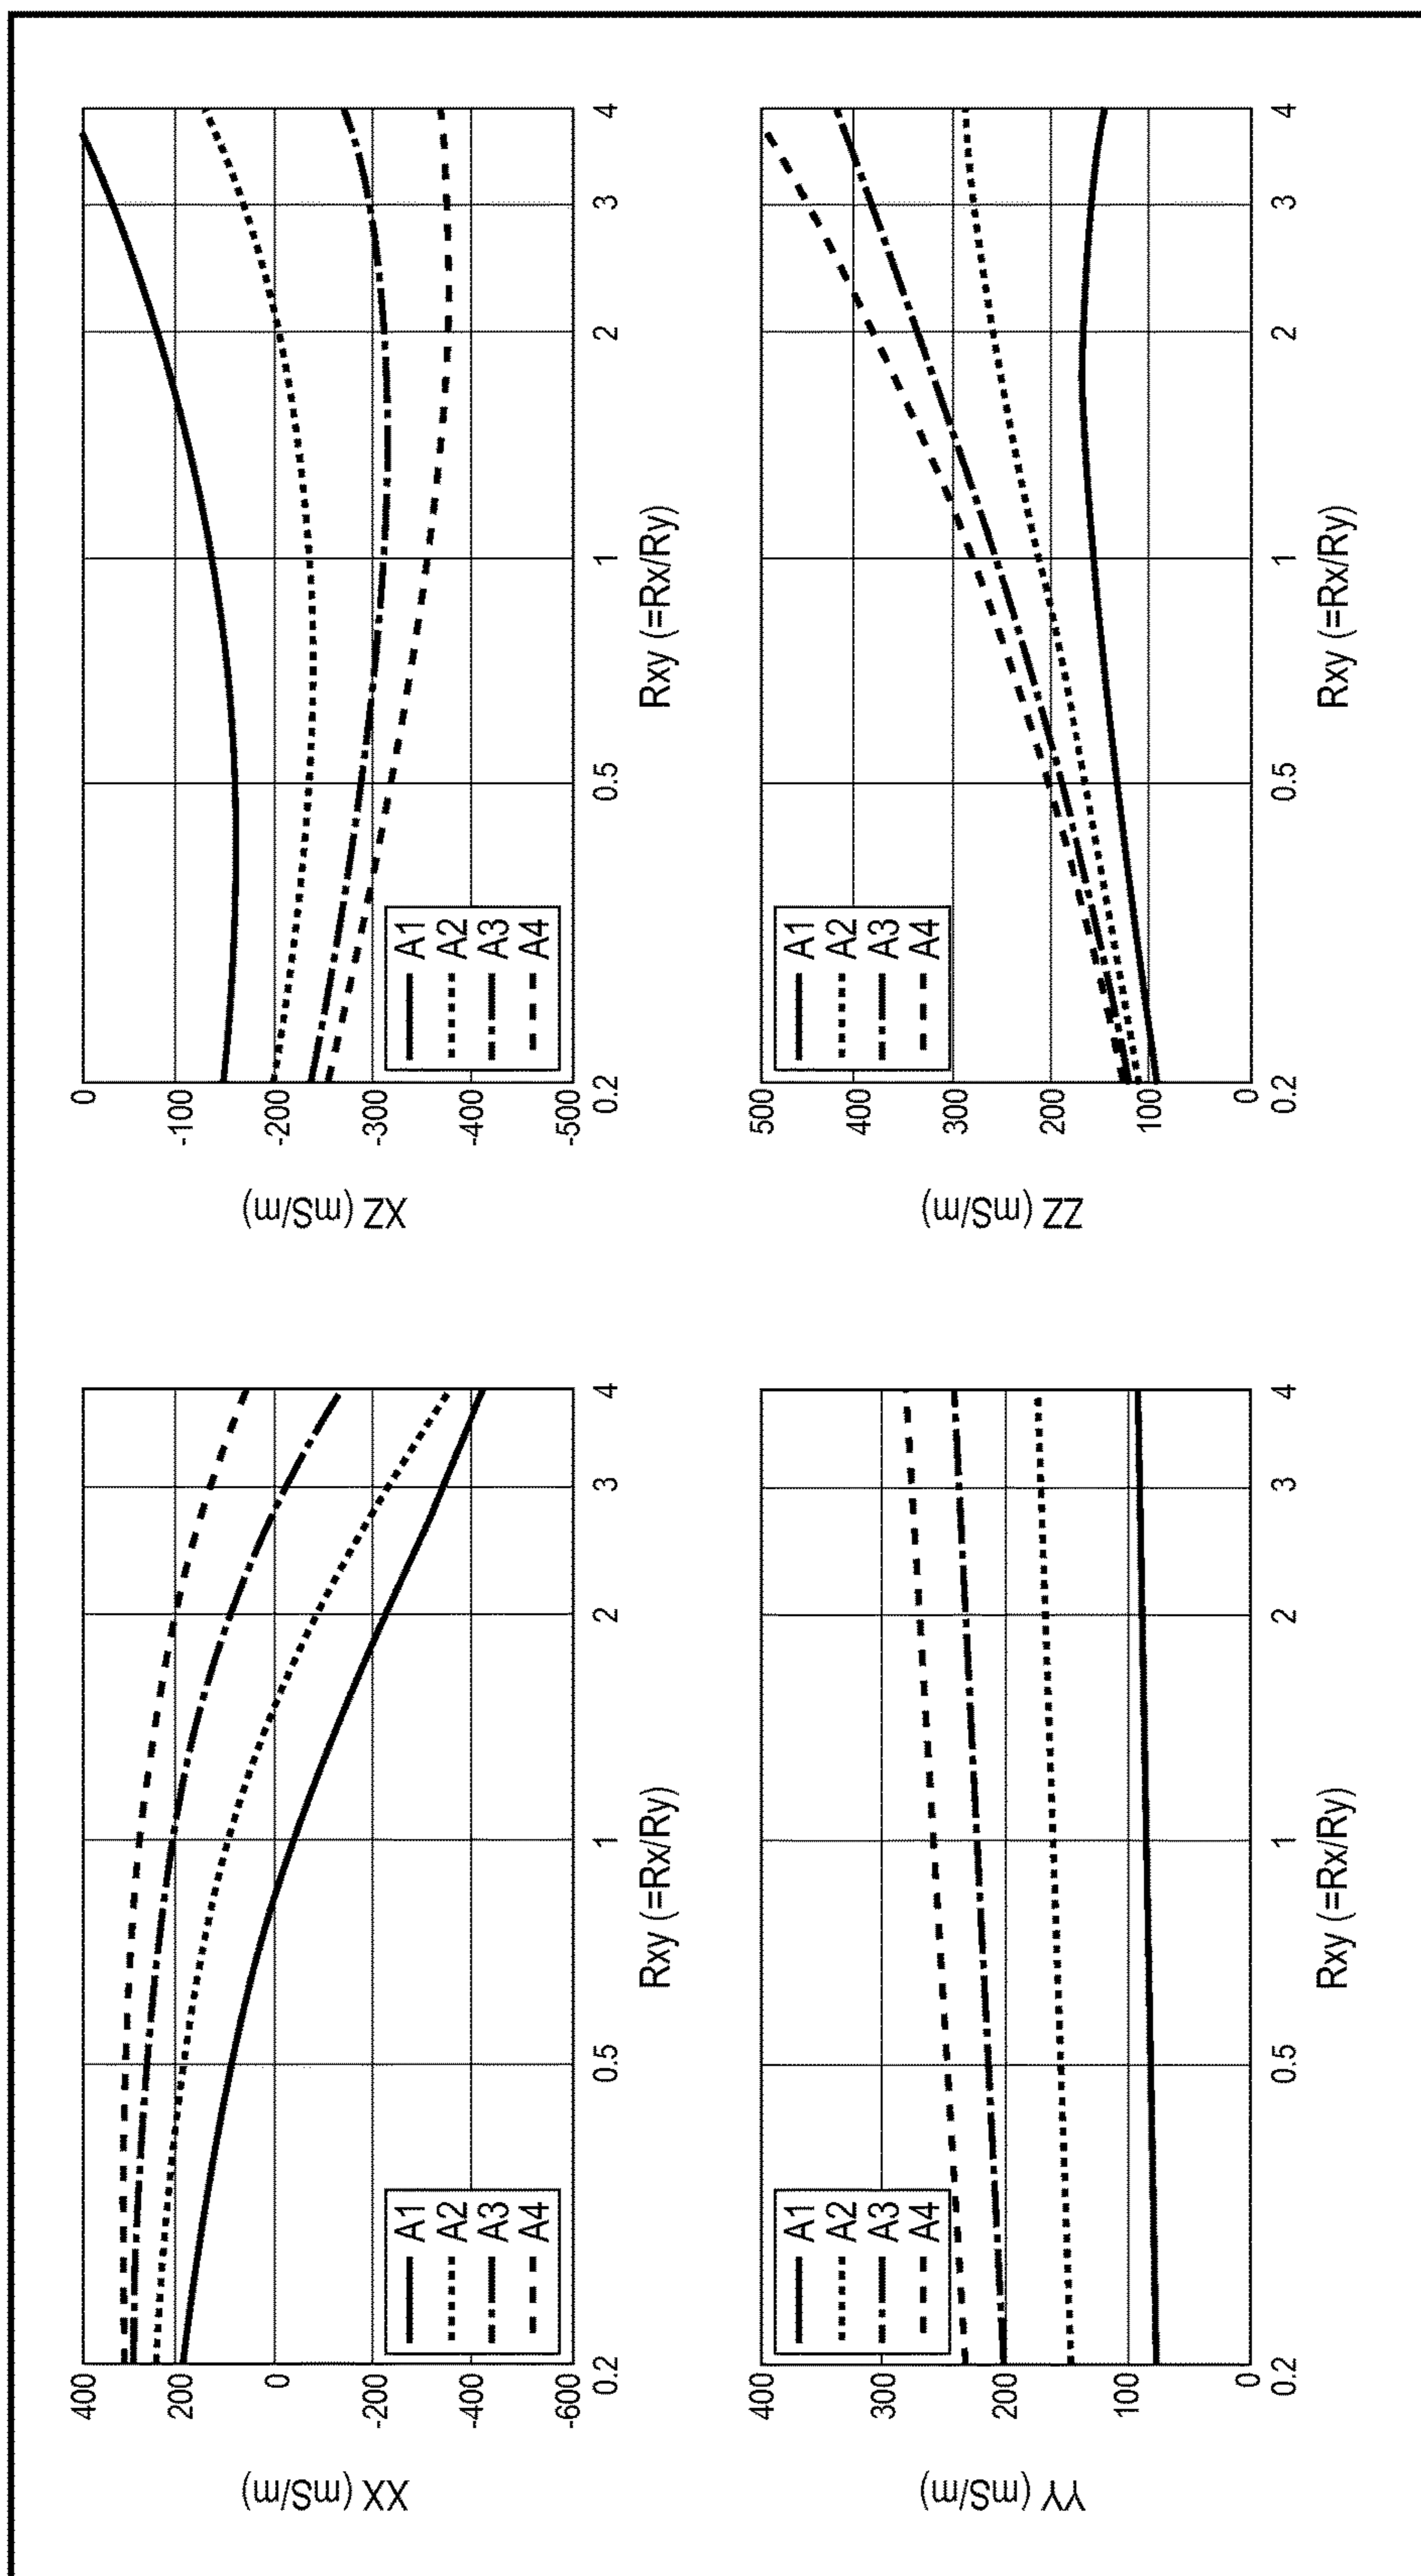 XX (mS/m)
400
200
0
-200
-400
-600
A1
A2
A3
A4
0.2
0.5
1
2
3
4
Rxy (=Rx/Ry)
XZ (mS/m)
0
-100
-200
-300
-400
-500
A1
A2
A3
A4
0.2
0.5
1
2
3
4
Rxy (=Rx/Ry)
YY (mS/m)
400
300
200
100
0
A1
A2
A3
A4
0.2
0.5
1
2
3
4
Rxy (=Rx/Ry)
ZZ (mS/m)
500
400
300
200
100
0
A1
A2
A3
A4
0.2
0.5
1
2
3
4
Rxy (=Rx/Ry)